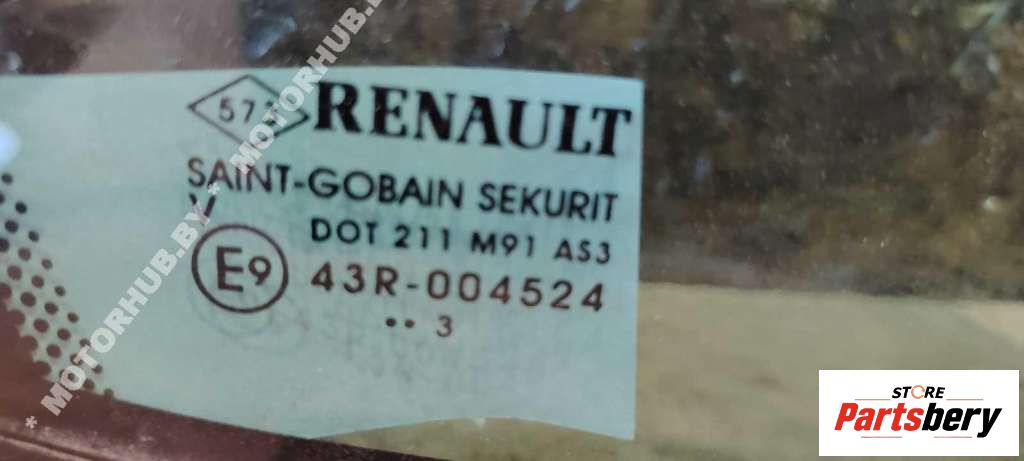 RENAULT
SAINT-GOBAIN SEKURIT
V
DOT 211 M91 AS3
E9 43R-004524
•• 3
* MOTORHUB.BY * MOTORHUB.BY
STORE
Partsbery